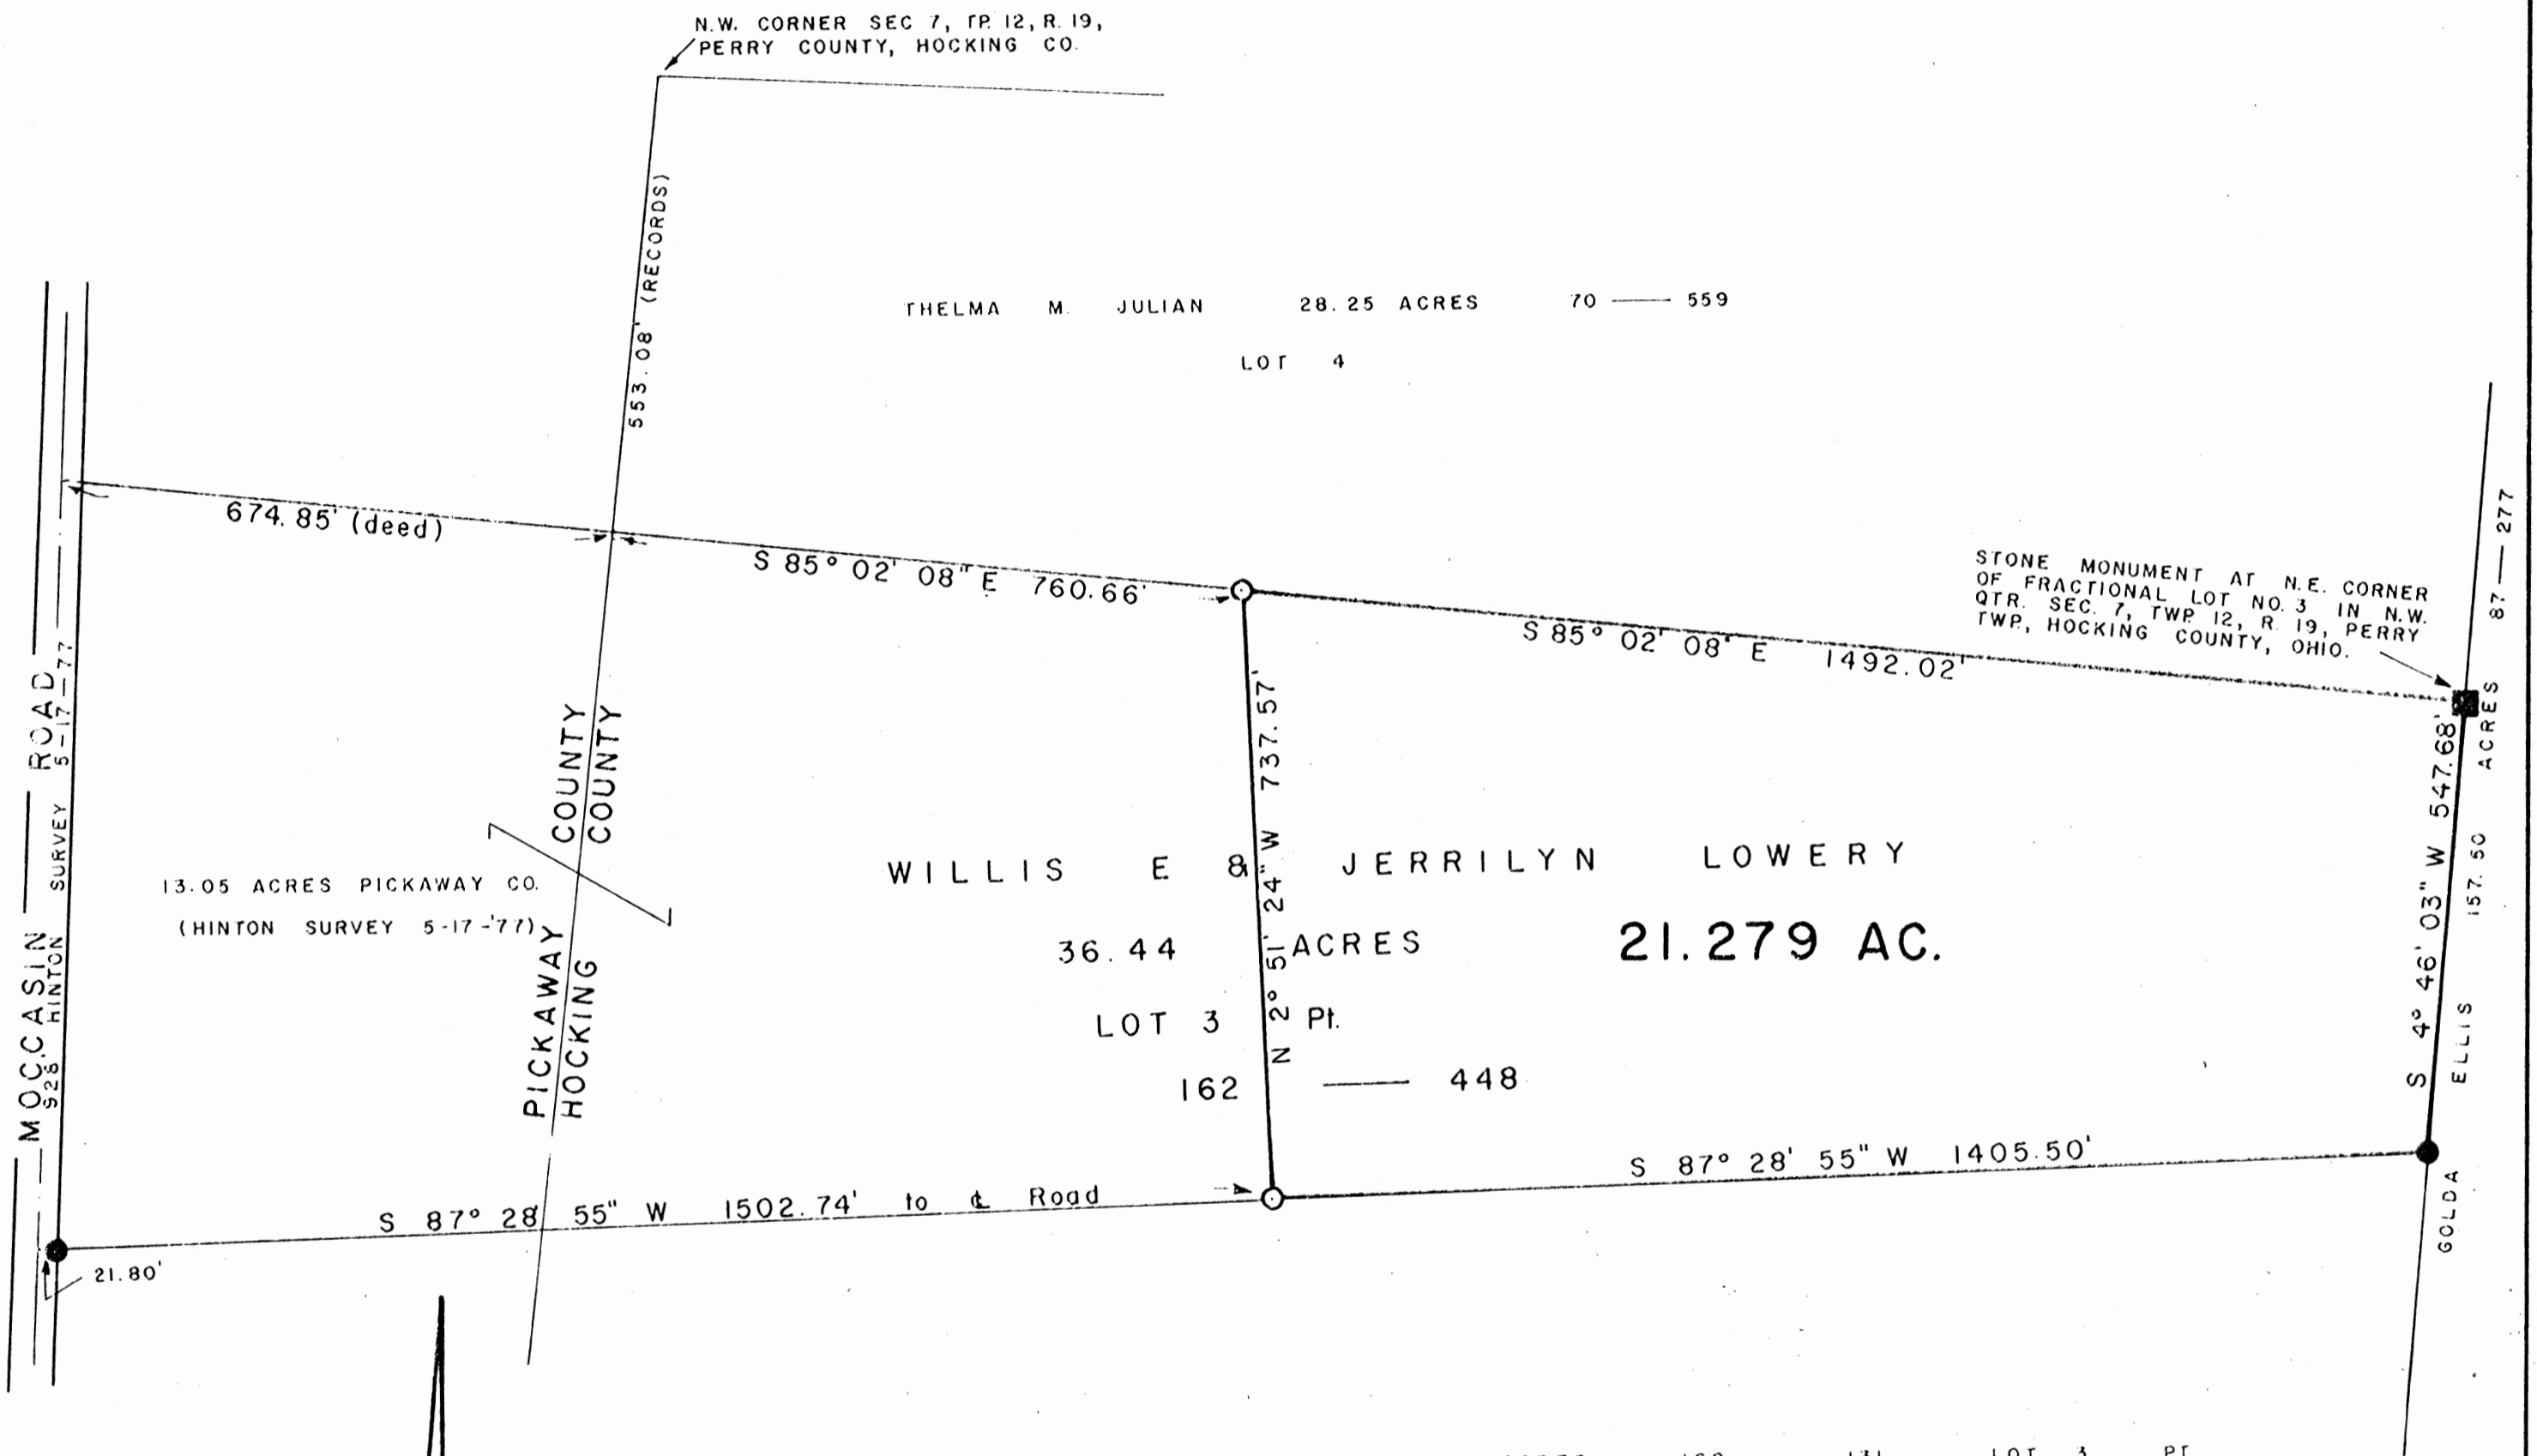 N.W. CORNER SEC 7, TP. 12, R. 19,
PERRY COUNTY, HOCKING CO.
553.08' (RECORDS)
THELMA M. JULIAN 28.25 ACRES 70 — 559
LOT 4
674.85' (deed)
S 85° 02' 08" E 760.66'
S 85° 02' 08" E 1492.02'
STONE MONUMENT AT N.E. CORNER
OF FRACTIONAL LOT NO. 3 IN N.W.
QTR. SEC. 7, TWP. 12, R. 19, PERRY
TWP., HOCKING COUNTY, OHIO.
MOCCASIN ROAD
928 HINTON SURVEY 5-17-77
PICKAWAY COUNTY
HOCKING COUNTY
13.05 ACRES PICKAWAY CO.
(HINTON SURVEY 5-17-'77)
N 2° 51' 24" W 737.57'
WILLIS E & JERRILYN LOWERY
36.44 ACRES
21.279 AC.
LOT 3 Pt.
162 — 448
S 4° 46' 03" W 547.68'
GOLDA ELLIS 157.50 ACRES 87 — 277
S 87° 28' 55" W 1502.74' to ℄ Road
S 87° 28' 55" W 1405.50'
21.80'
131 LOT 3 PT